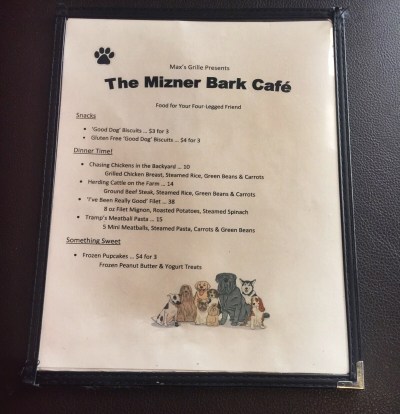 Max's Grille Presents
The Mizner Bark Café
Food for Your Four-Legged Friend
Snacks
• 'Good Dog' Biscuits ... $3 for 3
• Gluten Free 'Good Dog' Biscuits ... $4 for 3
Dinner Time!
• Chasing Chickens in the Backyard ... 10
Grilled Chicken Breast, Steamed Rice, Green Beans & Carrots
• Herding Cattle on the Farm ... 14
Ground Beef Steak, Steamed Rice, Green Beans & Carrots
• 'I've Been Really Good' Filet ... 38
8 oz Filet Mignon, Roasted Potatoes, Steamed Spinach
• Tramp's Meatball Pasta ... 15
5 Mini Meatballs, Steamed Pasta, Carrots & Green Beans
Something Sweet
• Frozen Pupcakes ... $4 for 3
Frozen Peanut Butter & Yogurt Treats